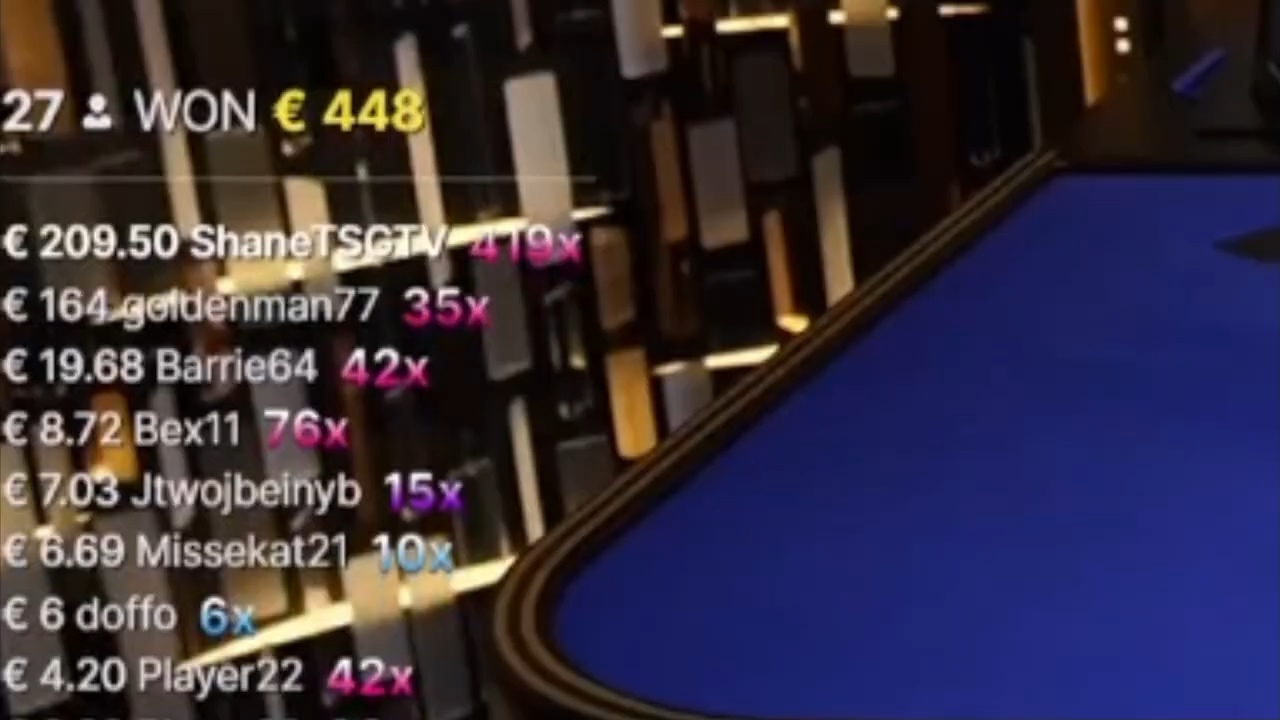 27 WON € 448
€ 209.50 ShaneTSGTV 419x
€ 164 goldenman77 35x
€ 19.68 Barrie64 42x
€ 8.72 Bex11 76x
€ 7.03 Jtwojbeinyb 15x
€ 6.69 Missekat21 10x
€ 6 doffo 6x
€ 4.20 Player22 42x